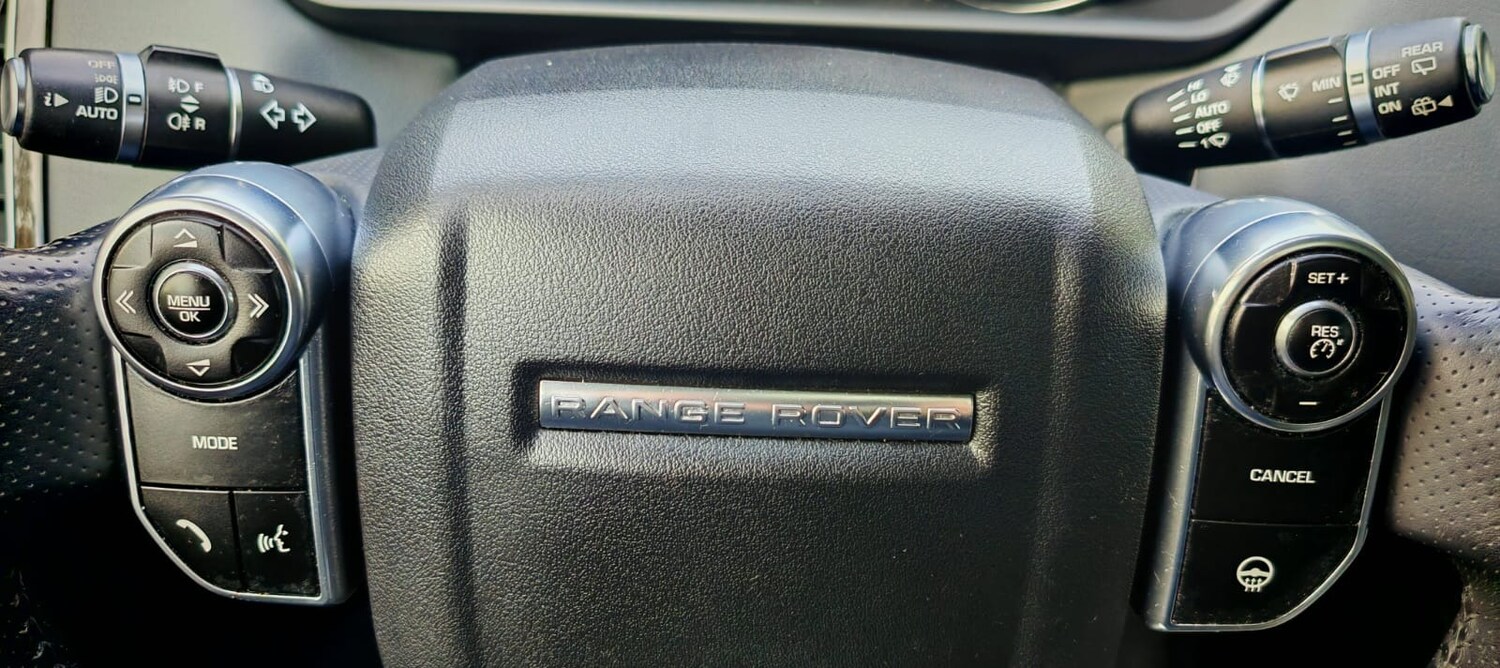 OFF
AUTO
F
R
MENU
OK
MODE
RANGE ROVER
HI
LO
AUTO
OFF
1
MIN
REAR
OFF
INT
ON
SET +
RES
−
CANCEL